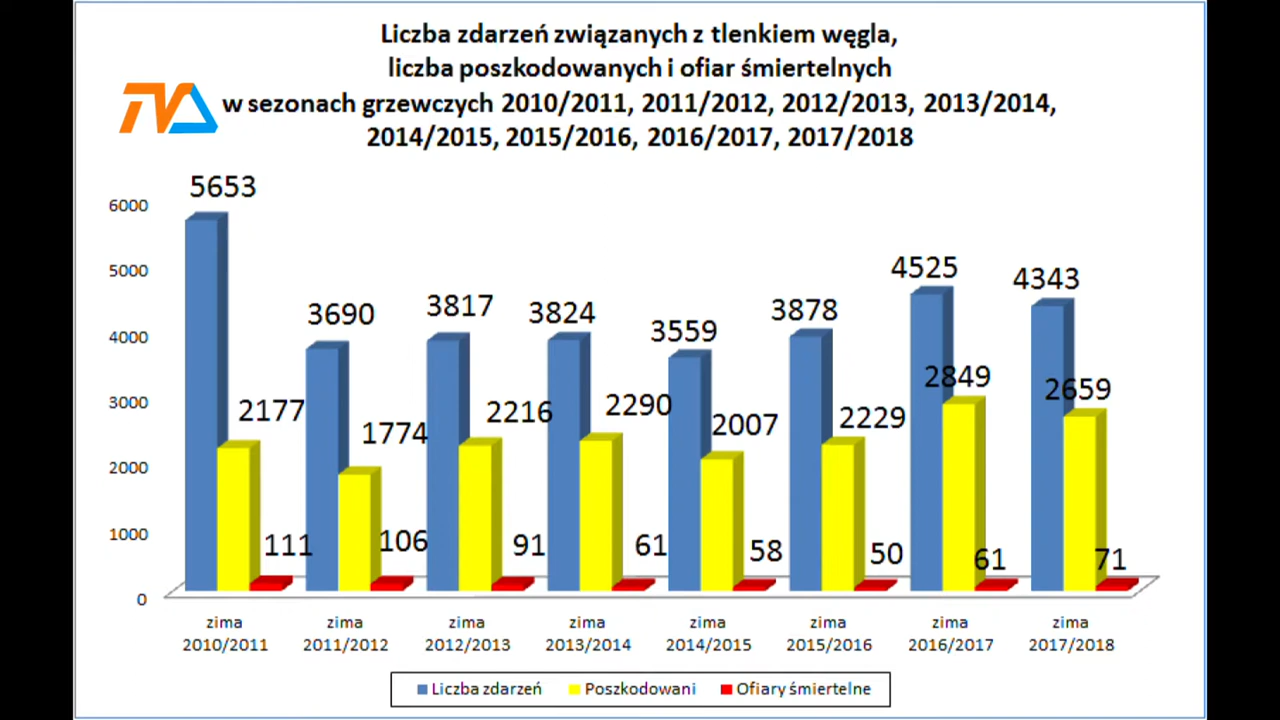 Liczba zdarzeń związanych z tlenkiem węgla,
liczba poszkodowanych i ofiar śmiertelnych
w sezonach grzewczych 2010/2011, 2011/2012, 2012/2013, 2013/2014,
2014/2015, 2015/2016, 2016/2017, 2017/2018
TVA
6000
5000
4000
3000
2000
1000
0
5653
2177
111
3690
1774
106
3817
2216
91
3824
2290
61
3559
2007
58
3878
2229
50
4525
2849
61
4343
2659
71
zima
2010/2011
zima
2011/2012
zima
2012/2013
zima
2013/2014
zima
2014/2015
zima
2015/2016
zima
2016/2017
zima
2017/2018
Liczba zdarzeń
Poszkodowani
Ofiary śmiertelne